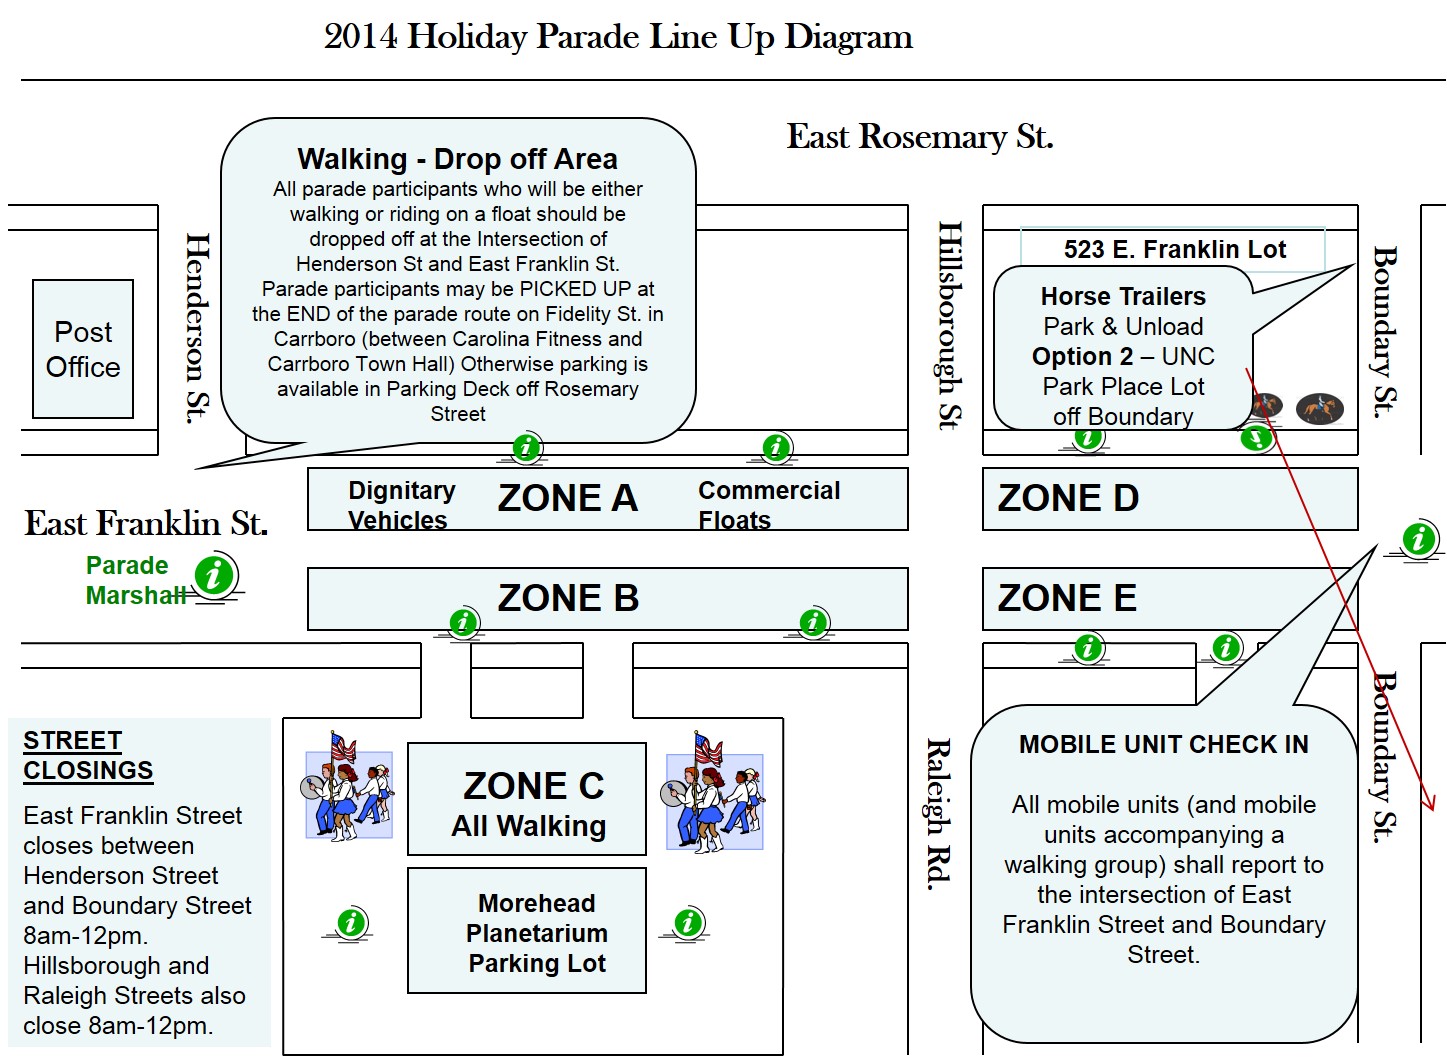 2014 Holiday Parade Line Up Diagram
East Rosemary St.
Walking - Drop off Area
All parade participants who will be either
walking or riding on a float should be
dropped off at the Intersection of
Henderson St and East Franklin St.
Parade participants may be PICKED UP at
the END of the parade route on Fidelity St. in
Carrboro (between Carolina Fitness and
Carrboro Town Hall) Otherwise parking is
available in Parking Deck off Rosemary
Street
Post
Office
Henderson St.
Hillsborough St
523 E. Franklin Lot
Horse Trailers
Park & Unload
Option 2 – UNC
Park Place Lot
off Boundary
Boundary St.
i
i
i
i
Dignitary
Vehicles
ZONE A
Commercial
Floats
ZONE D
East Franklin St.
Parade
Marshall
i
i
ZONE B
ZONE E
i
i
i
i
STREET
CLOSINGS
East Franklin Street
closes between
Henderson Street
and Boundary Street
8am-12pm.
Hillsborough and
Raleigh Streets also
close 8am-12pm.
ZONE C
All Walking
Morehead
Planetarium
Parking Lot
i
i
Raleigh Rd.
MOBILE UNIT CHECK IN
All mobile units (and mobile
units accompanying a
walking group) shall report to
the intersection of East
Franklin Street and Boundary
Street.
Boundary St.